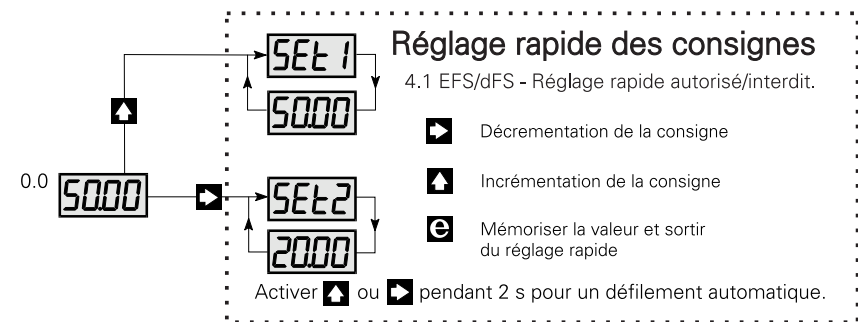 Réglage rapide des consignes
4.1 EFS/dFS - Réglage rapide autorisé/interdit.
SEt 1
50.00
Décrementation de la consigne
0.0 50.00
Incrémentation de la consigne
SEt2
20.00
e Mémoriser la valeur et sortir
du réglage rapide
Activer ou pendant 2 s pour un défilement automatique.